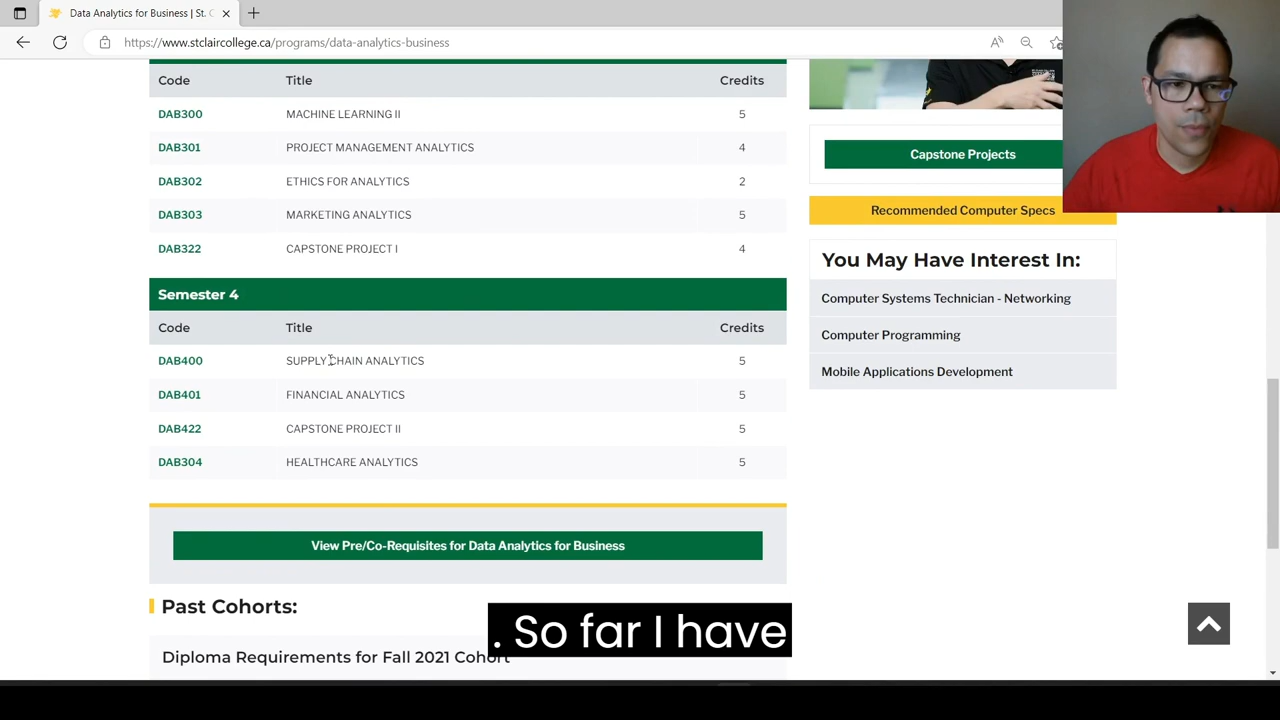 Data Analytics for Business | St. C
https://www.stclaircollege.ca/programs/data-analytics-business
Code Title Credits
DAB300 MACHINE LEARNING II 5
DAB301 PROJECT MANAGEMENT ANALYTICS 4
DAB302 ETHICS FOR ANALYTICS 2
DAB303 MARKETING ANALYTICS 5
DAB322 CAPSTONE PROJECT I 4
Semester 4
Code Title Credits
DAB400 SUPPLY CHAIN ANALYTICS 5
DAB401 FINANCIAL ANALYTICS 5
DAB422 CAPSTONE PROJECT II 5
DAB304 HEALTHCARE ANALYTICS 5
View Pre/Co-Requisites for Data Analytics for Business
Past Cohorts:
Diploma Requirements for Fall 2021 Cohort
Capstone Projects
Recommended Computer Specs
You May Have Interest In:
Computer Systems Technician - Networking
Computer Programming
Mobile Applications Development
. So far I have